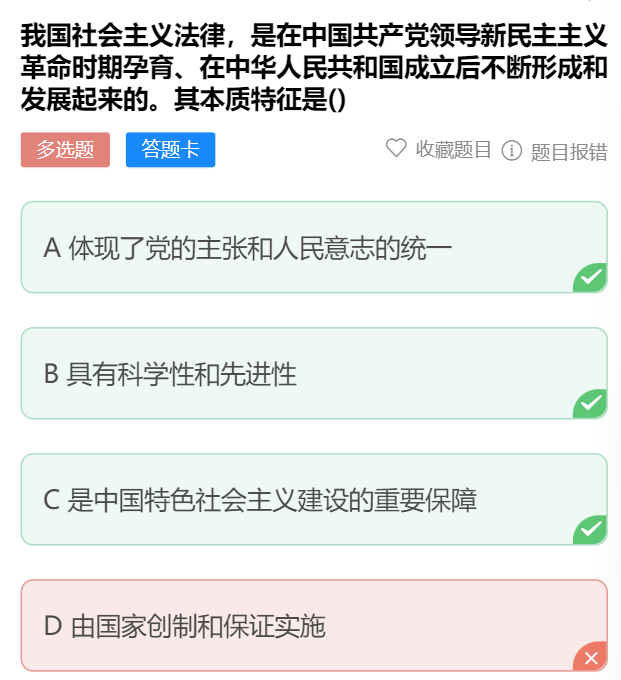 我国社会主义法律，是在中国共产党领导新民主主义
革命时期孕育、在中华人民共和国成立后不断形成和
发展起来的。其本质特征是()
多选题 答题卡 收藏题目 题目报错
A 体现了党的主张和人民意志的统一
B 具有科学性和先进性
C 是中国特色社会主义建设的重要保障
D 由国家创制和保证实施